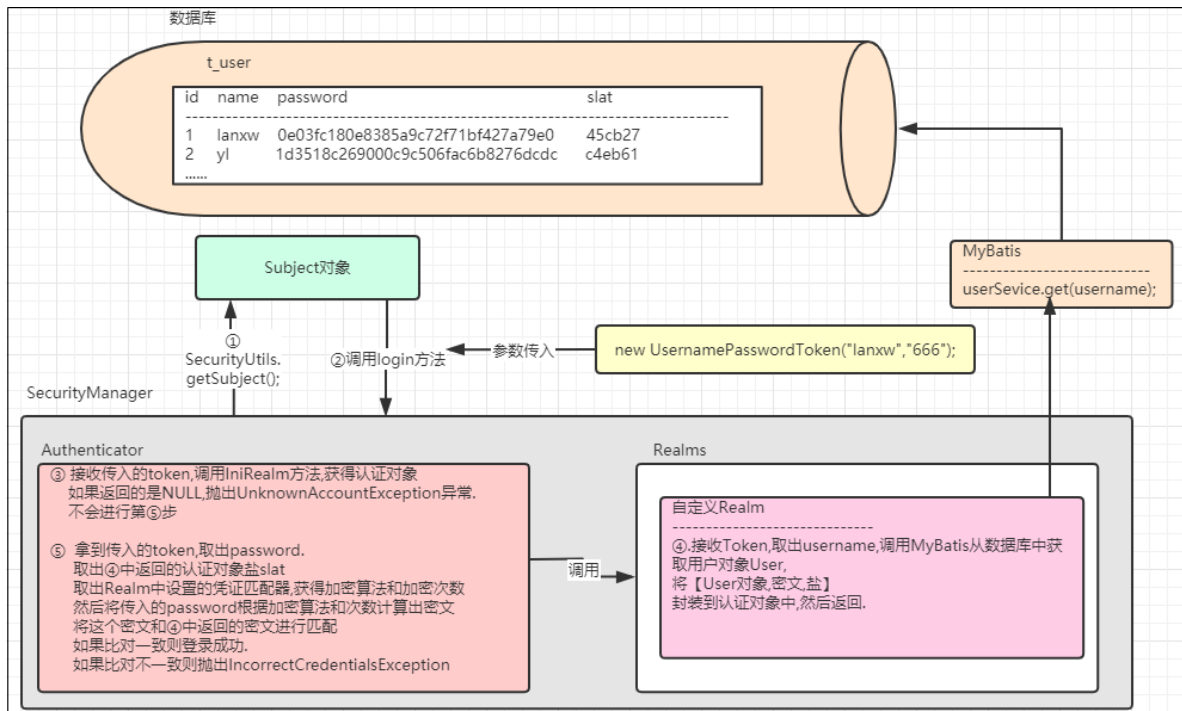 数据库
t_user
id name password slat
--------------------------------------------------------------------------------
1 lanxw 0e03fc180e8385a9c72f71bf427a79e0 45cb27
2 yl 1d3518c269000c9c506fac6b8276dcdc c4eb61
......
Subject对象
MyBatis
----------------------------
userSevice.get(username);
①
SecurityUtils.
getSubject();
②调用login方法
参数传入
new UsernamePasswordToken("lanxw","666");
SecurityManager
Authenticator
③ 接收传入的token,调用IniRealm方法,获得认证对象
如果返回的是NULL,抛出UnknownAccountException异常.
不会进行第⑤步
⑤ 拿到传入的token,取出password.
取出④中返回的认证对象盐slat
取出Realm中设置的凭证匹配器,获得加密算法和加密次数
然后将传入的password根据加密算法和次数计算出密文
将这个密文和④中返回的密文进行匹配
如果比对一致则登录成功.
如果比对不一致则抛出IncorrectCredentialsException
调用
Realms
自定义Realm
------------------------------
④.接收Token,取出username,调用MyBatis从数据库中获
取用户对象User,
将【User对象,密文,盐】
封装到认证对象中,然后返回.